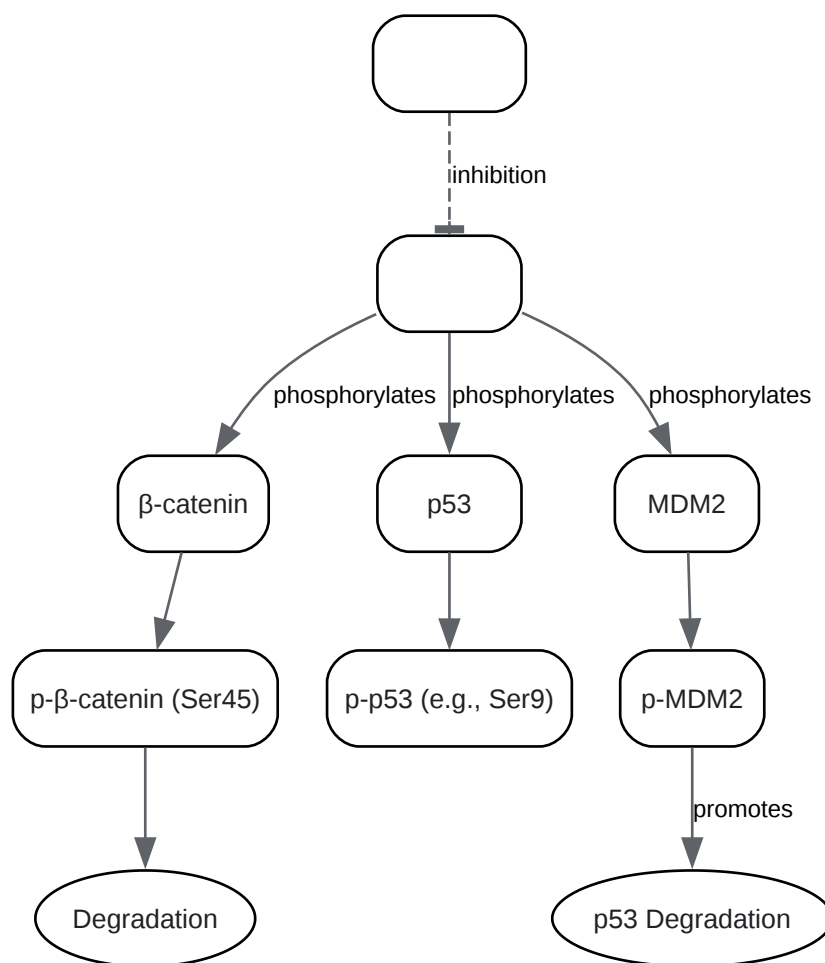 inhibition
phosphorylates phosphorylates phosphorylates
β-catenin p53 MDM2
p-β-catenin (Ser45) p-p53 (e.g., Ser9) p-MDM2
promotes
Degradation p53 Degradation